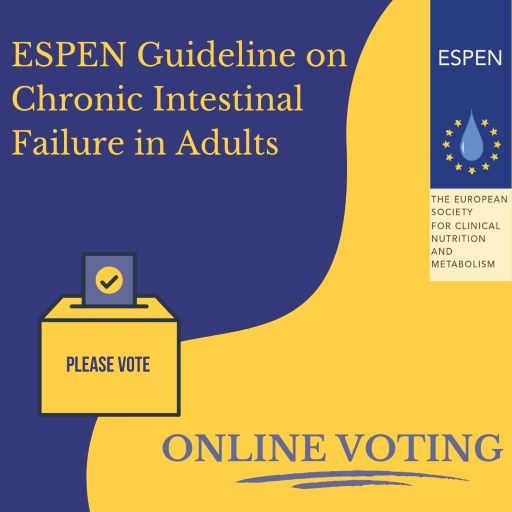 ESPEN Guideline on
Chronic Intestinal
Failure in Adults
ESPEN
THE EUROPEAN
SOCIETY
FOR CLINICAL
NUTRITION
AND
METABOLISM
PLEASE VOTE
ONLINE VOTING